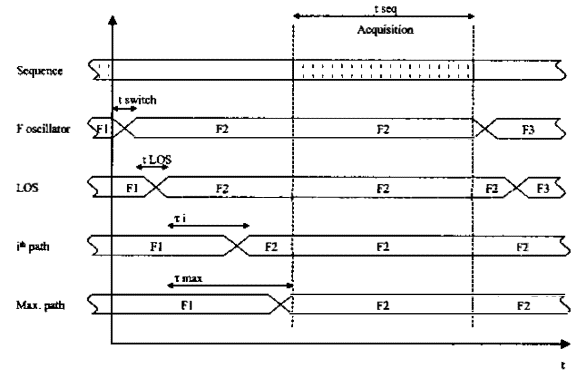 t seq
Acquisition
Sequence
t switch
F oscillator F1 F2 F2 F3
t LOS
LOS F1 F2 F2 F2 F3
τ i
iᵗʰ path F1 F2 F2 F2
τ max
Max. path F1 F2 F2
t